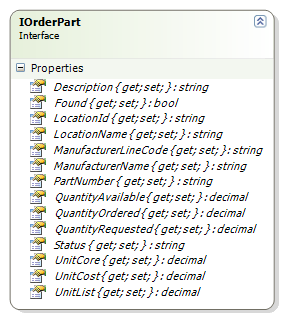 IOrderPart
Interface
Properties
Description { get; set; } : string
Found { get; set; } : bool
LocationId { get; set; } : string
LocationName { get; set; } : string
ManufacturerLineCode { get; set; } : string
ManufacturerName { get; set; } : string
PartNumber { get; set; } : string
QuantityAvailable { get; set; } : decimal
QuantityOrdered { get; set; } : decimal
QuantityRequested { get; set; } : decimal
Status { get; set; } : string
UnitCore { get; set; } : decimal
UnitCost { get; set; } : decimal
UnitList { get; set; } : decimal